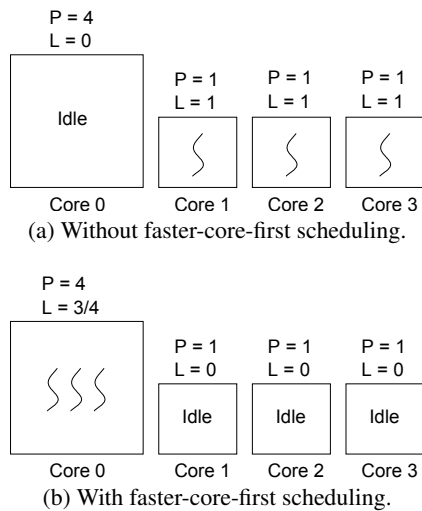 P = 4
L = 0
P = 1 P = 1 P = 1
L = 1 L = 1 L = 1
Idle
Core 0 Core 1 Core 2 Core 3
(a) Without faster-core-first scheduling.
P = 4
L = 3/4
P = 1 P = 1 P = 1
L = 0 L = 0 L = 0
Idle Idle Idle
Core 0 Core 1 Core 2 Core 3
(b) With faster-core-first scheduling.